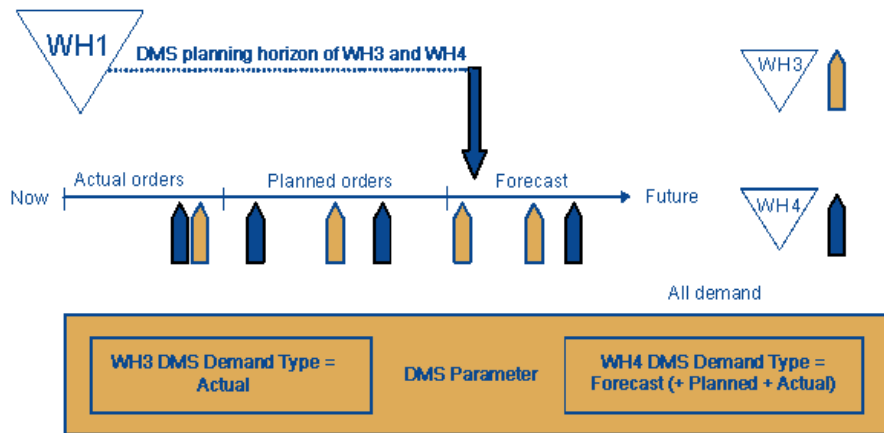 WH1
DMS planning horizon of WH3 and WH4
WH3
Actual orders
Planned orders
Forecast
Now
Future
WH4
All demand
WH3 DMS Demand Type =
Actual
DMS Parameter
WH4 DMS Demand Type =
Forecast (+ Planned + Actual)